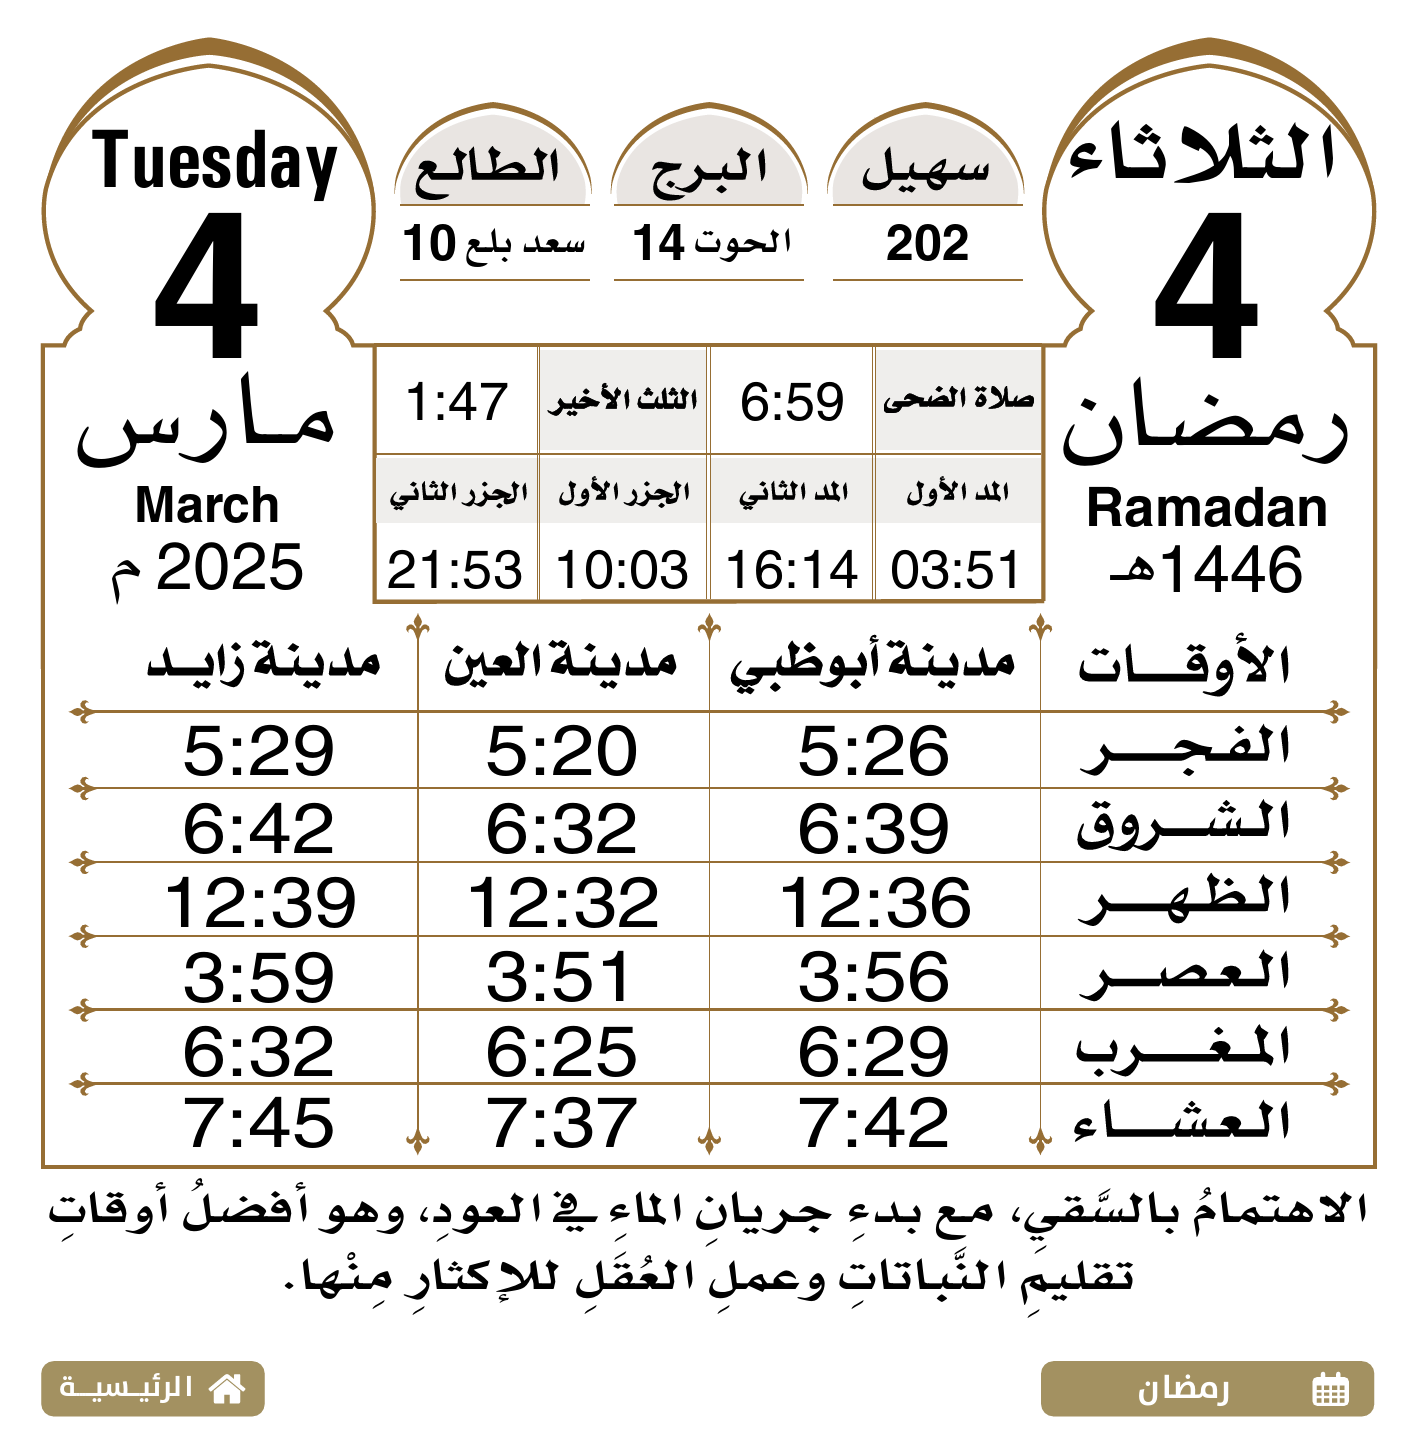 الثلاثاء
4
رمضان
Ramadan
1446هـ
سهيل
202
البرج
الحوت 14
الطالع
سعد بلع 10
Tuesday
4
مارس
March
2025 م
صلاة الضحى 6:59 الثلث الأخير 1:47
المد الأول المد الثاني الجزر الأول الجزر الثاني
03:51 16:14 10:03 21:53
الأوقـــات مدينة أبوظبي مدينة العين مدينة زايــد
الفجـــر 5:26 5:20 5:29
الشـــروق 6:39 6:32 6:42
الظهـــر 12:36 12:32 12:39
العصـــر 3:56 3:51 3:59
المغـــرب 6:29 6:25 6:32
العشـــاء 7:42 7:37 7:45
الاهتمامُ بالسَّقيِ، مع بدءِ جريانِ الماءِ في العودِ، وهو أفضلُ أوقاتِ
تقليمِ النَّباتاتِ وعملِ العُقَلِ للإكثارِ مِنْها.
رمضان
الرئيـسيــة